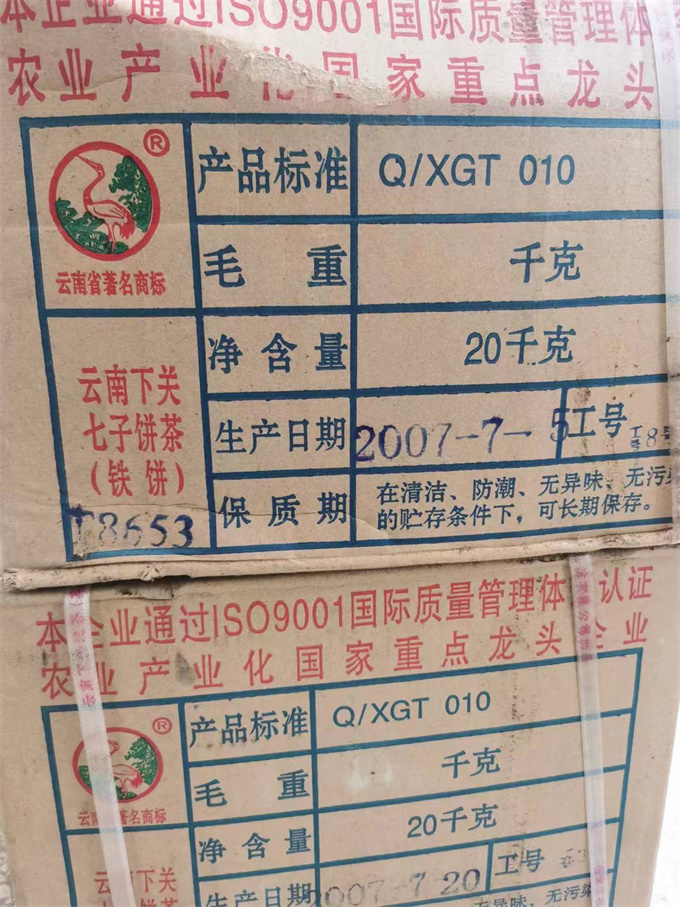 本企业通过ISO9001国际质量管理体
农业产业化国家重点龙头
®
云南省著名商标
产品标准 Q/XGT 010
毛重 千克
净含量 20千克
云南下关
七子饼茶
(铁饼)
T8653
生产日期 2007-7-5 工号
保质期
在清洁、防潮、无异味、无污染
的贮存条件下，可长期保存。
本企业通过ISO9001国际质量管理体 认证
农业产业化国家重点龙头企业
®
云南 著名商标
产品标准 Q/XGT 010
毛重 千克
净含量 20千克
云南下关
生产日期 2007-7 20 工号
异味、无污染